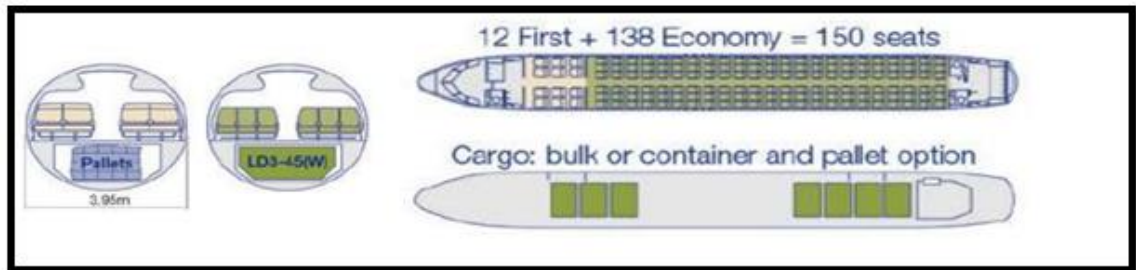 12 First + 138 Economy = 150 seats
Pallets
LD3-45(W)
3.95m
Cargo: bulk or container and pallet option